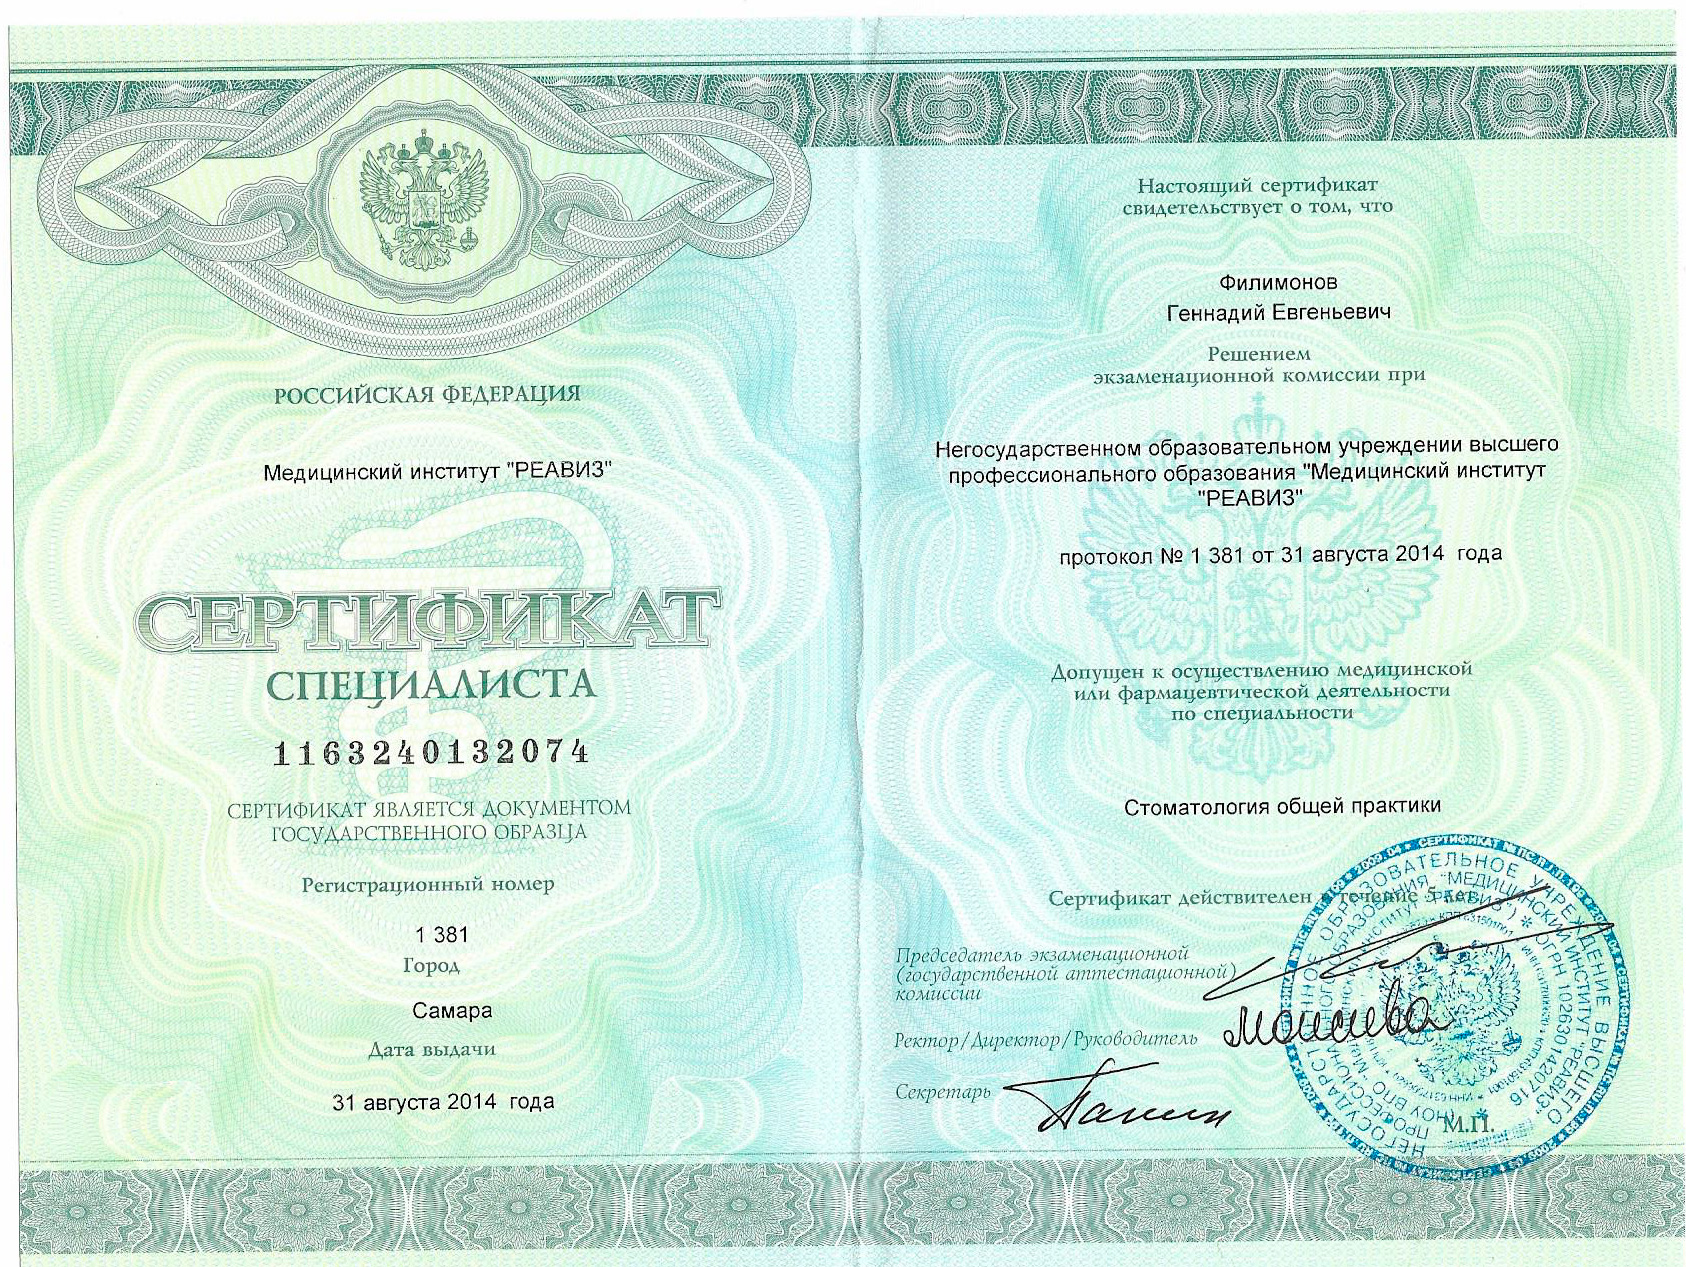 РОССИЙСКАЯ ФЕДЕРАЦИЯ
Медицинский институт "РЕАВИЗ"
СЕРТИФИКАТ
СПЕЦИАЛИСТА
1163240132074
СЕРТИФИКАТ ЯВЛЯЕТСЯ ДОКУМЕНТОМ
ГОСУДАРСТВЕННОГО ОБРАЗЦА
Регистрационный номер
1 381
Город
Самара
Дата выдачи
31 августа 2014 года
Настоящий сертификат
свидетельствует о том, что
Филимонов
Геннадий Евгеньевич
Решением
экзаменационной комиссии при
Негосударственном образовательном учреждении высшего
профессионального образования "Медицинский институт
"РЕАВИЗ"
протокол № 1 381 от 31 августа 2014 года
Допущен к осуществлению медицинской
или фармацевтической деятельности
по специальности
Стоматология общей практики
Сертификат действителен в течение 5 лет
Председатель экзаменационной
(государственной аттестационной)
комиссии
Ректор/Директор/Руководитель
Секретарь
М.П.
НЕГОСУДАРСТВЕННОЕ ОБРАЗОВАТЕЛЬНОЕ УЧРЕЖДЕНИЕ ВЫСШЕГО
ПРОФЕССИОНАЛЬНОГО ОБРАЗОВАНИЯ "МЕДИЦИНСКИЙ ИНСТИТУТ "РЕАВИЗ"
ОГРН 1026301420716